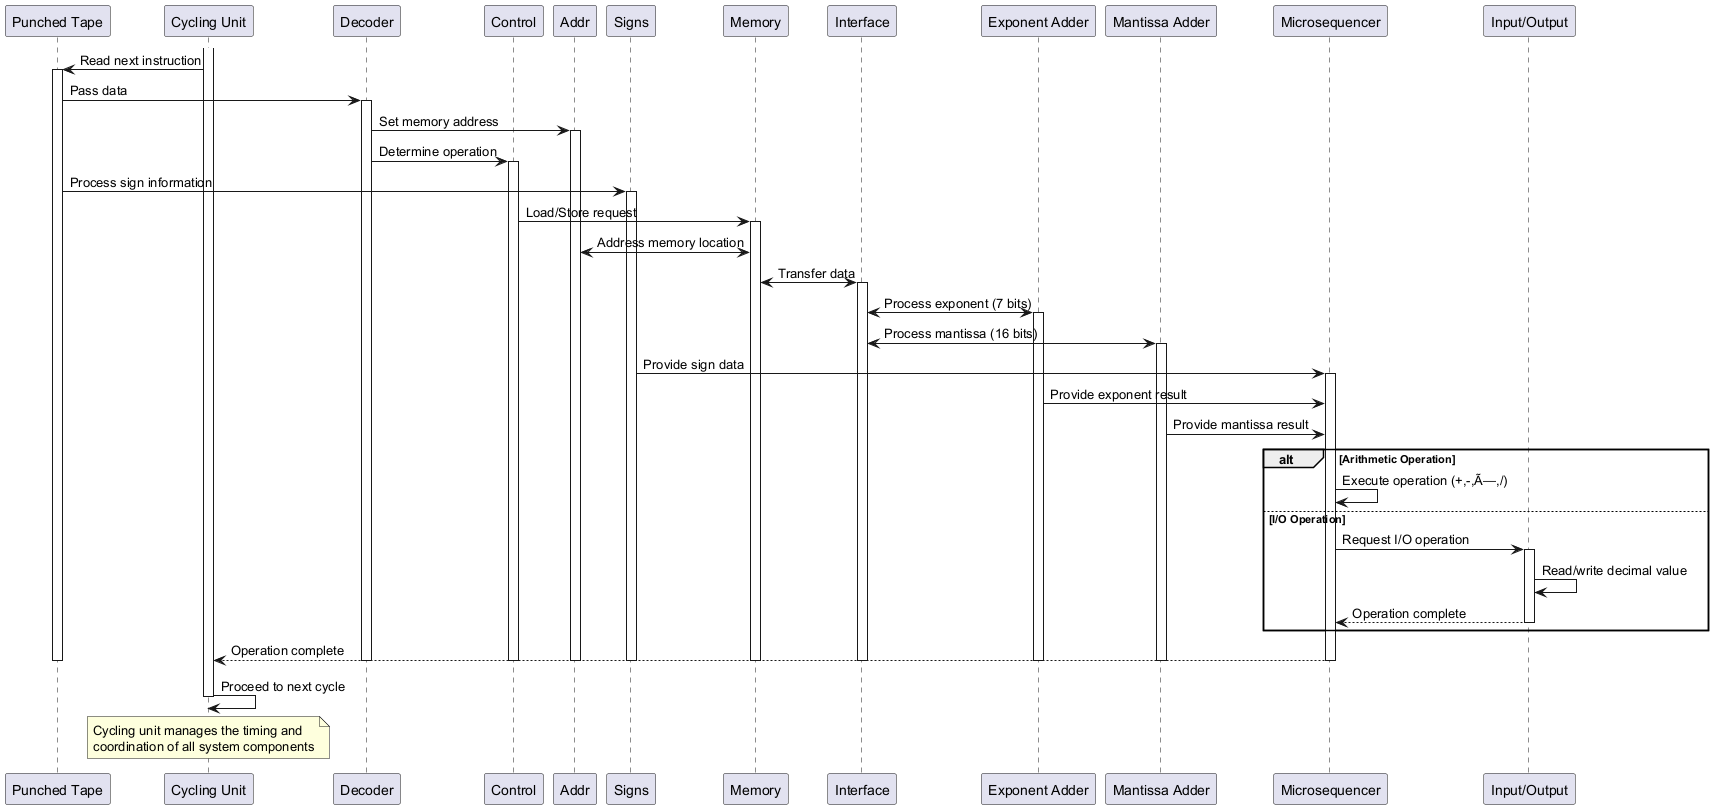 Punched Tape
Cycling Unit
Decoder
Control
Addr
Signs
Memory
Interface
Exponent Adder
Mantissa Adder
Microsequencer
Input/Output
Read next instruction
Pass data
Set memory address
Determine operation
Process sign information
Load/Store request
Address memory location
Transfer data
Process exponent (7 bits)
Process mantissa (16 bits)
Provide sign data
Provide exponent result
Provide mantissa result
alt
[Arithmetic Operation]
Execute operation (+,-,Ã—,/)
[I/O Operation]
Request I/O operation
Read/write decimal value
Operation complete
Operation complete
Proceed to next cycle
Cycling unit manages the timing and
coordination of all system components
Punched Tape
Cycling Unit
Decoder
Control
Addr
Signs
Memory
Interface
Exponent Adder
Mantissa Adder
Microsequencer
Input/Output